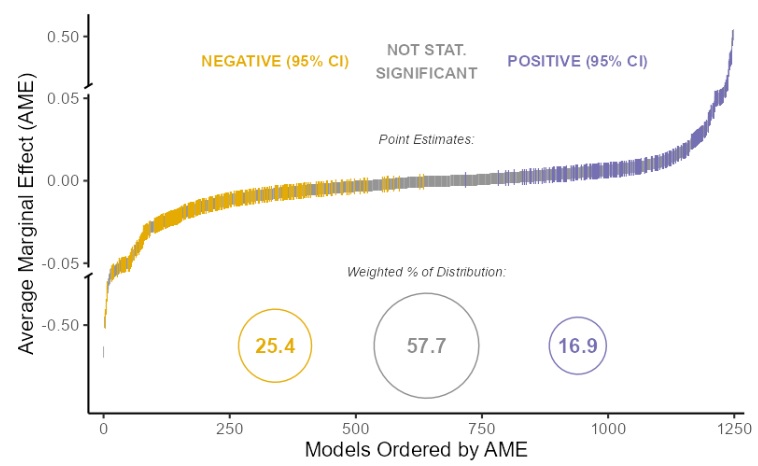 0.50
NEGATIVE (95% CI)
NOT STAT.
SIGNIFICANT
POSITIVE (95% CI)
0.05
Point Estimates:
0.00
-0.05
Weighted % of Distribution:
-0.50
25.4
57.7
16.9
Average Marginal Effect (AME)
0
250
500
750
1000
1250
Models Ordered by AME